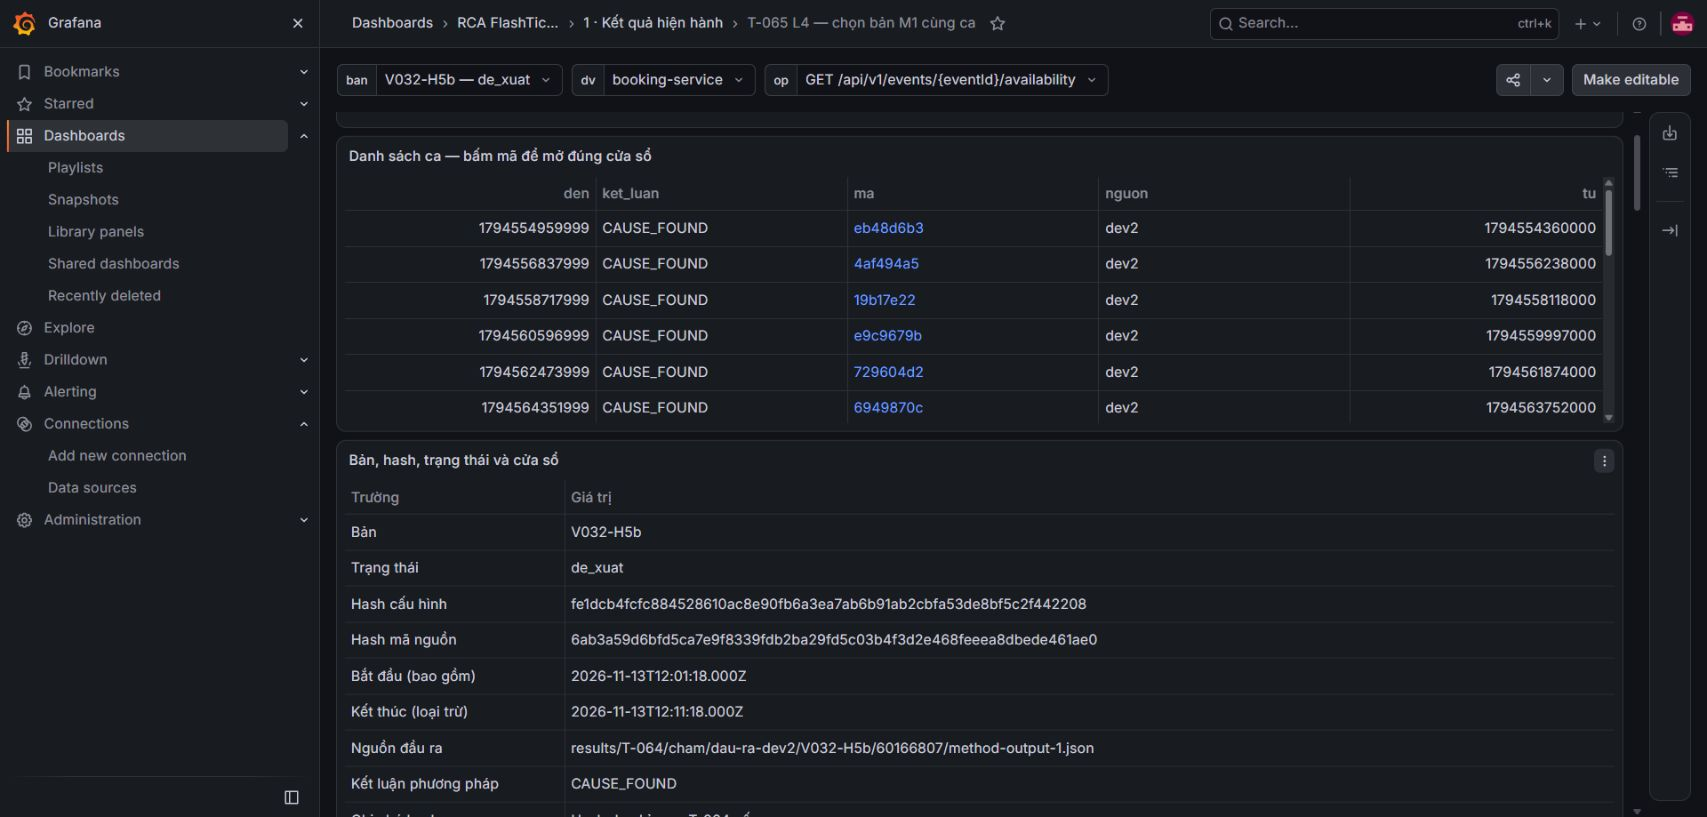 Grafana
Dashboards › RCA FlashTic... › 1 · Kết quả hiện hành › T-065 L4 — chọn bản M1 cùng ca
Search... ctrl+k
Bookmarks
Starred
Dashboards
Playlists
Snapshots
Library panels
Shared dashboards
Recently deleted
Explore
Drilldown
Alerting
Connections
Add new connection
Data sources
Administration
ban V032-H5b — de_xuat dv booking-service op GET /api/v1/events/{eventId}/availability
Make editable
Danh sách ca — bấm mã để mở đúng cửa sổ
den ket_luan ma nguon tu
1794554959999 CAUSE_FOUND eb48d6b3 dev2 1794554360000
1794556837999 CAUSE_FOUND 4af494a5 dev2 1794556238000
1794558717999 CAUSE_FOUND 19b17e22 dev2 1794558118000
1794560596999 CAUSE_FOUND e9c9679b dev2 1794559997000
1794562473999 CAUSE_FOUND 729604d2 dev2 1794561874000
1794564351999 CAUSE_FOUND 6949870c dev2 1794563752000
Bản, hash, trạng thái và cửa sổ
Trường Giá trị
Bản V032-H5b
Trạng thái de_xuat
Hash cấu hình fe1dcb4fcfc884528610ac8e90fb6a3ea7ab6b91ab2cbfa53de8bf5c2f442208
Hash mã nguồn 6ab3a59d6bfd5ca7e9f8339fdb2ba29fd5c03b4f3d2e468feeea8dbede461ae0
Bắt đầu (bao gồm) 2026-11-13T12:01:18.000Z
Kết thúc (loại trừ) 2026-11-13T12:11:18.000Z
Nguồn đầu ra results/T-064/cham/dau-ra-dev2/V032-H5b/60166807/method-output-1.json
Kết luận phương pháp CAUSE_FOUND